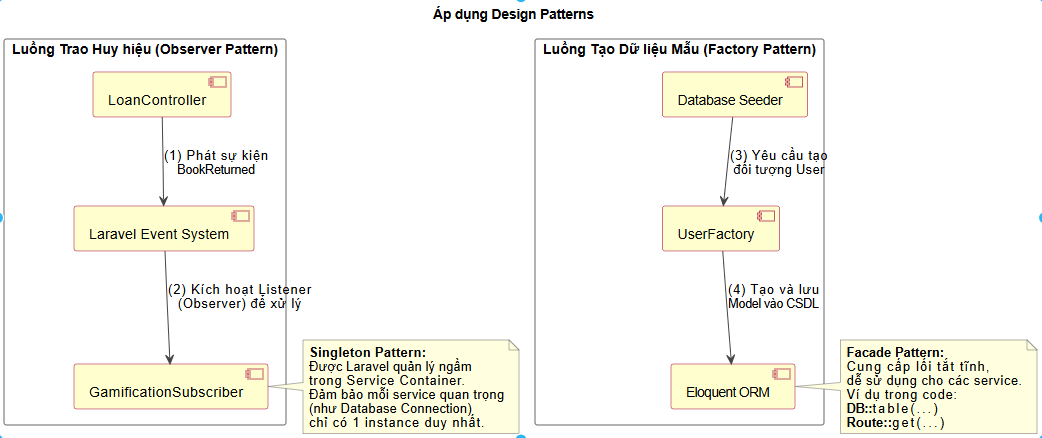 Áp dụng Design Patterns
Luồng Trao Huy hiệu (Observer Pattern)
LoanController
(1) Phát sự kiện
BookReturned
Laravel Event System
(2) Kích hoạt Listener
(Observer) để xử lý
GamificationSubscriber
Singleton Pattern:
Được Laravel quản lý ngầm
trong Service Container.
Đảm bảo mỗi service quan trọng
(như Database Connection)
chỉ có 1 instance duy nhất.
Luồng Tạo Dữ liệu Mẫu (Factory Pattern)
Database Seeder
(3) Yêu cầu tạo
đối tượng User
UserFactory
(4) Tạo và lưu
Model vào CSDL
Eloquent ORM
Facade Pattern:
Cung cấp lối tắt tĩnh,
dễ sử dụng cho các service.
Ví dụ trong code:
DB::table(...)
Route::get(...)